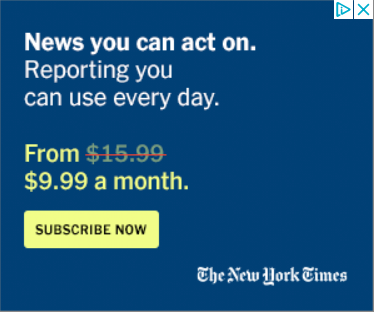 News you can act on.
Reporting you
can use every day.
From $15.99
$9.99 a month.
SUBSCRIBE NOW
The New York Times